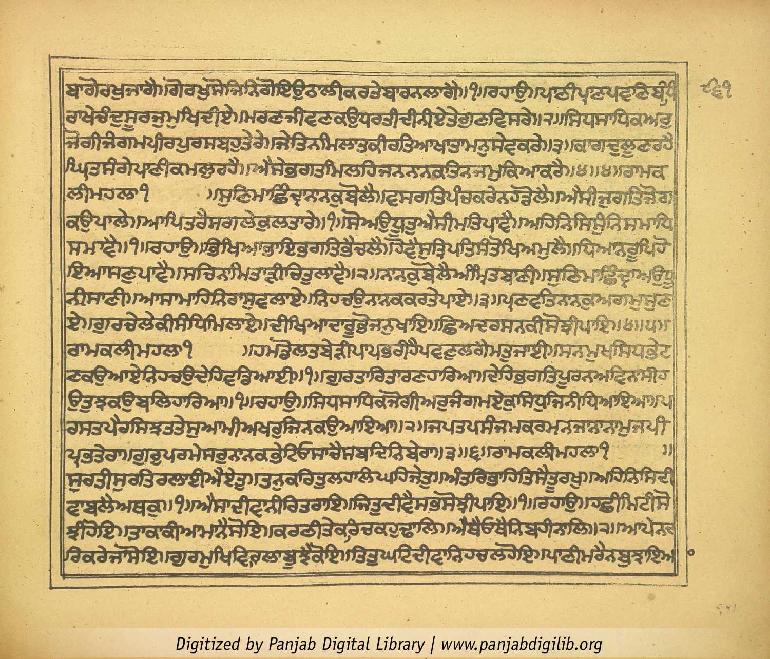 ਬਾਗੋਰਖੁਜਾਗੈ॥ਗੋਰਖੁਸੋਜਿਨਿਗੋਇਉਠਾਲੀਕਰਤੇਬਾਰਨਲਾਗੈ॥੧॥ਰਹਾਉ॥ਪਾਣੀਪ੍ਰਾਣਪਵਣਿਬੰਧਿ
ਰਾਖੇਚੰਦੁਸੂਰਜੁਮੁਖਿਦੀਏ॥ਮਰਣਜੀਵਣਕਉਧਰਤੀਦੀਨੀਏਤੇਗੁਣਵਿਸਰੇ॥੨॥ਸਿਧਸਾਧਿਕਅਰੁ
ਜੋਗੀਜੰਗਮਪੀਰਪੁਰਸਬਹੁਤੇਰੇ॥ਜੇਤਿਨਮਿਲਾਤਕੀਰਤਿਆਖਾਤਾਮਨੁਸੇਵਕਰੇ॥੩॥ਕਾਗਦੁਲੂਣੁਰਹੈ
ਘ੍ਰਿਤਸੰਗੇਪਾਣੀਕਮਲੁਰਹੈ॥ਐਸੇਭਗਤਮਿਲਹਿਜਨਨਾਨਕਤਿਨਜਮੁਕਿਆਕਰੈ॥੪॥੪॥ਰਾਮਕ
ਲੀਮਹਲਾ੧ ॥ਸੁਣਿਮਾਛਿੰਦ੍ਰਾਨਾਨਕੁਬੋਲੈ॥ਵਸਗਤਿਪੰਚਕਰੇਨਹਡੋਲੈ॥ਐਸੀਜੁਗਤਿਜੋਗ
ਕਉਪਾਲੇ॥ਆਪਿਤਰੈਸਗਲੇਕੁਲਤਾਰੇ॥੧॥ਸੋਅਉਧੂਤੁਐਸੀਮਤਿਪਾਵੈ॥ਅਹਿਨਿਸਿਸੁੰਨਿਸਮਾਧਿ
ਸਮਾਵੈ॥੧॥ਰਹਾਉ॥ਭਿਖਿਆਭਾਇਭਗਤਿਭੈਚਲੈ॥ਹੋਵੈਸੁਤ੍ਰਿਪਤਿਸੰਤੋਖਿਅਮੁਲੈ॥ਧਿਆਨਰੂਪਿਹੋ
ਇਆਸਣੁਪਾਵੈ॥ਸਚਿਨਾਮਿਤਾੜੀਚਿਤੁਲਾਵੈ॥੨॥ਨਾਨਕੁਬੋਲੈਅੰਮ੍ਰਿਤਬਾਣੀ॥ਸੁਣਿਮਾਛਿੰਦ੍ਰਾਅਉਧੂ
ਨੀਸਾਣੀ॥ਆਸਾਮਾਹਿਨਿਰਾਸੁਵਲਾਏ॥ਨਿਹਚਉਨਾਨਕਕਰਤੇਪਾਏ॥੩॥ਪ੍ਰਣਵਤਿਨਾਨਕੁਅਗਮੁਸੁਣਾ
ਏ॥ਗੁਰਚੇਲੇਕੀਸੰਧਿਮਿਲਾਏ॥ਦੀਖਿਆਦਾਰੂਭੋਜਨੁਖਾਇ॥ਛਿਅਦਰਸਨਕੀਸੋਝੀਪਾਇ॥੪॥੫॥
ਰਾਮਕਲੀਮਹਲਾ੧ ॥ਹਮਡੋਲਤਬੇੜੀਪਾਪਭਰੀਹੈਪਵਣੁਲਗੈਮਤੁਜਾਈ॥ਸਨਮੁਖਸਿਧਭੇਟ
ਣਕਉਆਏਨਿਹਚਉਦੇਹਿਵਡਿਆਈ॥੧॥ਗੁਰਤਾਰਿਤਾਰਣਹਾਰਿਆ॥ਦੇਹਿਭਗਤਿਪੂਰਨਅਵਿਨਾਸੀਹ
ਉਤੁਝਕਉਬਲਿਹਾਰਿਆ॥੧॥ਰਹਾਉ॥ਸਿਧਸਾਧਿਕਜੋਗੀਅਰੁਜੰਗਮਏਕੁਸਿਧੁਜਿਨੀਧਿਆਇਆ॥ਪ
ਰਸਤਪੈਰਸਿਝਤਤੇਸੁਆਮੀਅਖਰੁਜਿਨਕਉਆਇਆ॥੨॥ਜਪਤਪਸੰਜਮਕਰਮਨਜਾਨਾਨਾਮੁਜਪੀ
ਪ੍ਰਭਤੇਰਾ॥ਗੁਰੁਪਰਮੇਸਰੁਨਾਨਕਭੇਟਿਓਸਾਚੈਸਬਦਿਨਿਬੇਰਾ॥੩॥੬॥ਰਾਮਕਲੀਮਹਲਾ੧ ॥
ਸੁਰਤੀਸੁਰਤਿਰਲਾਈਐਏਤੁ॥ਤਨੁਕਰਿਤੁਲਹਾਲੰਘਹਿਜੇਤੁ॥ਅੰਤਰਿਭਾਹਿਤਿਸੈਤੂਰਖੁ॥ਅਹਿਨਿਸਿਦੀ
ਵਾਬਲੈਅਥਕੁ॥੧॥ਐਸਾਦੀਵਾਨੀਰਿਤਰਾਇ॥ਜਿਤੁਦੀਵੈਸਭਸੋਝੀਪਾਇ॥੧॥ਰਹਾਉ॥ਹਛੀਮਿਟੀਸੋ
ਝੀਹੋਇ॥ਤਾਕਾਕੀਆਮਾਨੈਸੋਇ॥ਕਰਣੀਤੇਕਰਿਚਕਹੁਢਾਲਿ॥ਐਥੈਓਥੈਨਿਬਹੀਨਾਲਿ॥੨॥ਆਪੇਨਦ
ਰਿਕਰੇਜਾਸੋਇ॥ਗੁਰਮੁਖਿਵਿਰਲਾਬੂਝੈਕੋਇ॥ਤਿਤੁਘਟਿਦੀਵਾਨਿਹਚਲੁਹੋਇ॥ਪਾਣੀਮਰੈਨਬੁਝਾਇਆ
Digitized by Panjab Digital Library | www.panjabdigilib.org